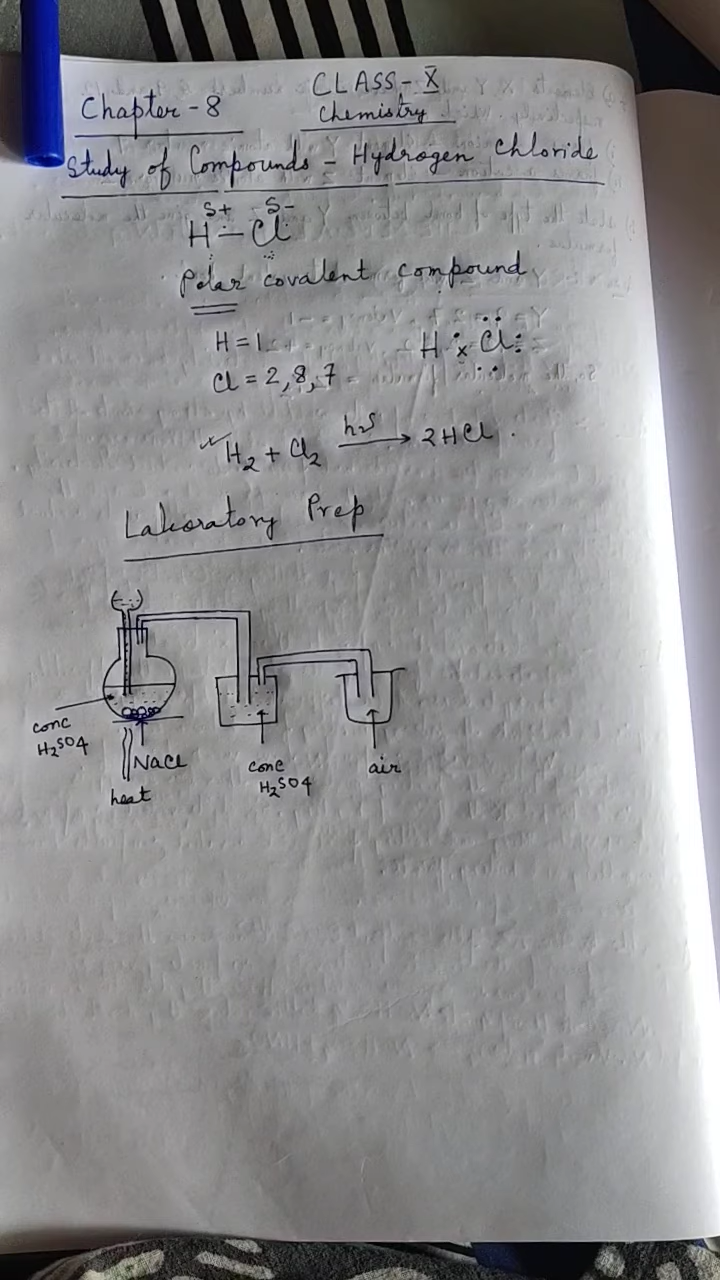 CLASS - X
Chapter - 8
Chemistry
Study of Compounds - Hydrogen Chloride
δ+ δ-
H - Cl
Polar covalent compound
H = 1
Cl = 2, 8, 7
H x Cl
H2 + Cl2 → 2HCl
Laboratory Prep
conc
H2SO4
NaCl
heat
conc
H2SO4
air